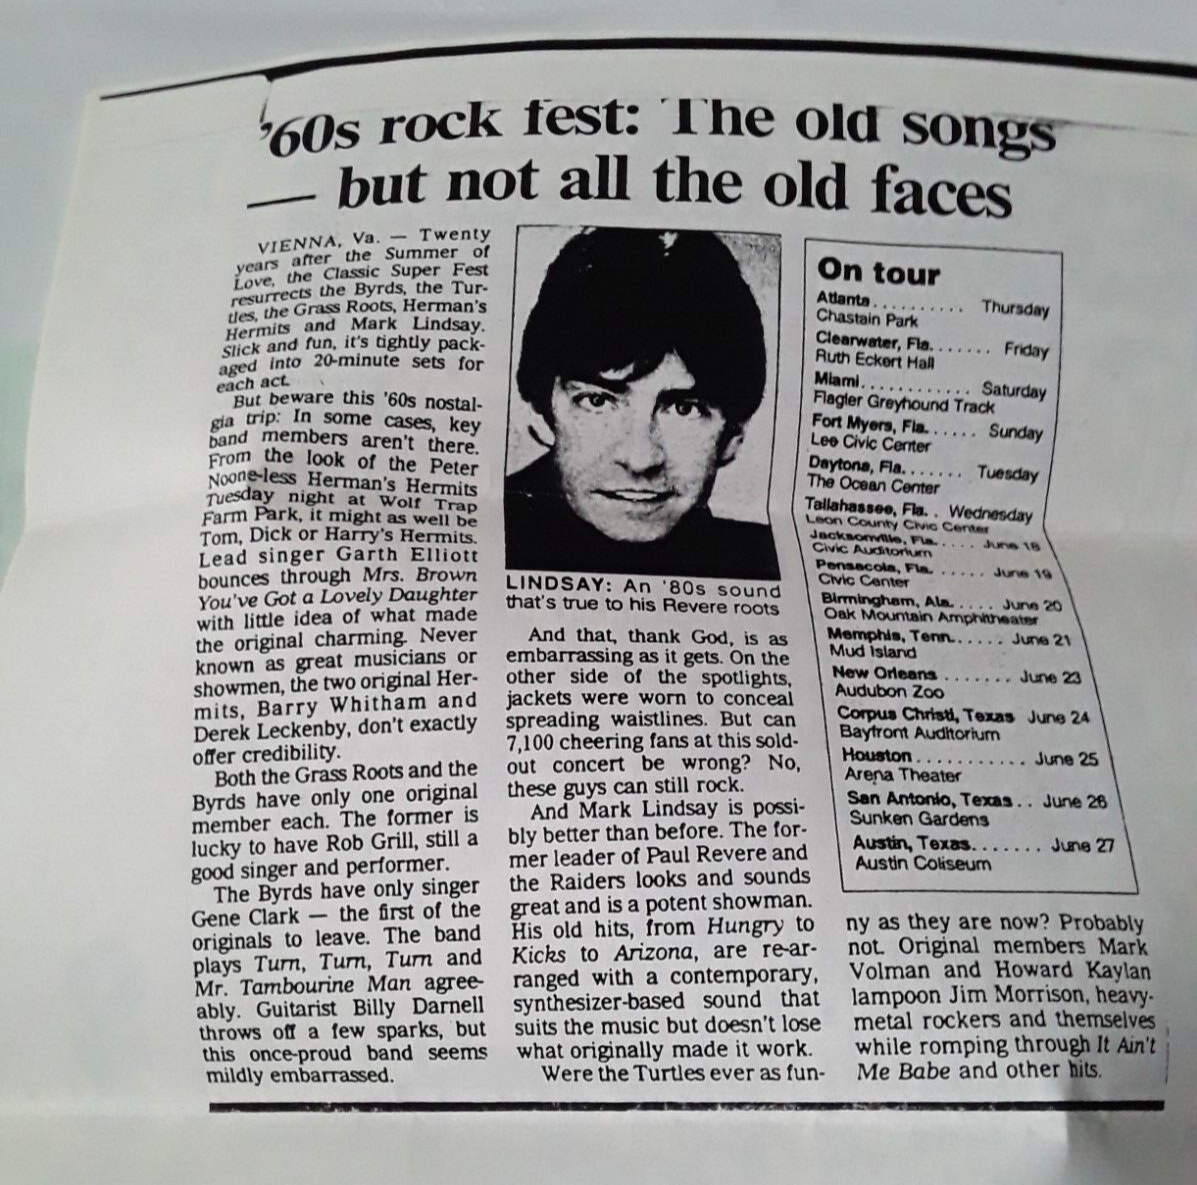 '60s rock fest: The old songs
— but not all the old faces
VIENNA, Va. — Twenty
years after the Summer of
Love, the Classic Super Fest
resurrects the Byrds, the Tur-
tles, the Grass Roots, Herman's
Hermits and Mark Lindsay.
Slick and fun, it's tightly pack-
aged into 20-minute sets for
each act.
But beware this '60s nostal-
gia trip: In some cases, key
band members aren't there.
From the look of the Peter
Noone-less Herman's Hermits
Tuesday night at Wolf Trap
Farm Park, it might as well be
Tom, Dick or Harry's Hermits.
Lead singer Garth Elliott
bounces through Mrs. Brown
You've Got a Lovely Daughter
with little idea of what made
the original charming. Never
known as great musicians or
showmen, the two original Her-
mits, Barry Whitham and
Derek Leckenby, don't exactly
offer credibility.
Both the Grass Roots and the
Byrds have only one original
member each. The former is
lucky to have Rob Grill, still a
good singer and performer.
The Byrds have only singer
Gene Clark — the first of the
originals to leave. The band
plays Turn, Turn, Turn and
Mr. Tambourine Man agree-
ably. Guitarist Billy Darnell
throws off a few sparks, but
this once-proud band seems
mildly embarrassed.
LINDSAY: An '80s sound
that's true to his Revere roots
And that, thank God, is as
embarrassing as it gets. On the
other side of the spotlights,
jackets were worn to conceal
spreading waistlines. But can
7,100 cheering fans at this sold-
out concert be wrong? No,
these guys can still rock.
And Mark Lindsay is possi-
bly better than before. The for-
mer leader of Paul Revere and
the Raiders looks and sounds
great and is a potent showman.
His old hits, from Hungry to
Kicks to Arizona, are re-ar-
ranged with a contemporary,
synthesizer-based sound that
suits the music but doesn't lose
what originally made it work.
Were the Turtles ever as fun-
On tour
Atlanta.......... Thursday
Chastain Park
Clearwater, Fla....... Friday
Ruth Eckert Hall
Miami............ Saturday
Flagler Greyhound Track
Fort Myers, Fla...... Sunday
Lee Civic Center
Daytona, Fla....... Tuesday
The Ocean Center
Tallahassee, Fla.. Wednesday
Leon County Civic Center
Jacksonville, Fla..... June 18
Civic Auditorium
Pensacola, Fla. ..... June 19
Civic Center
Birmingham, Ala..... June 20
Oak Mountain Amphitheater
Memphis, Tenn...... June 21
Mud Island
New Orleans ....... June 23
Audubon Zoo
Corpus Christi, Texas June 24
Bayfront Auditorium
Houston........... June 25
Arena Theater
San Antonio, Texas.. June 26
Sunken Gardens
Austin, Texas....... June 27
Austin Coliseum
ny as they are now? Probably
not. Original members Mark
Volman and Howard Kaylan
lampoon Jim Morrison, heavy-
metal rockers and themselves
while romping through It Ain't
Me Babe and other hits.